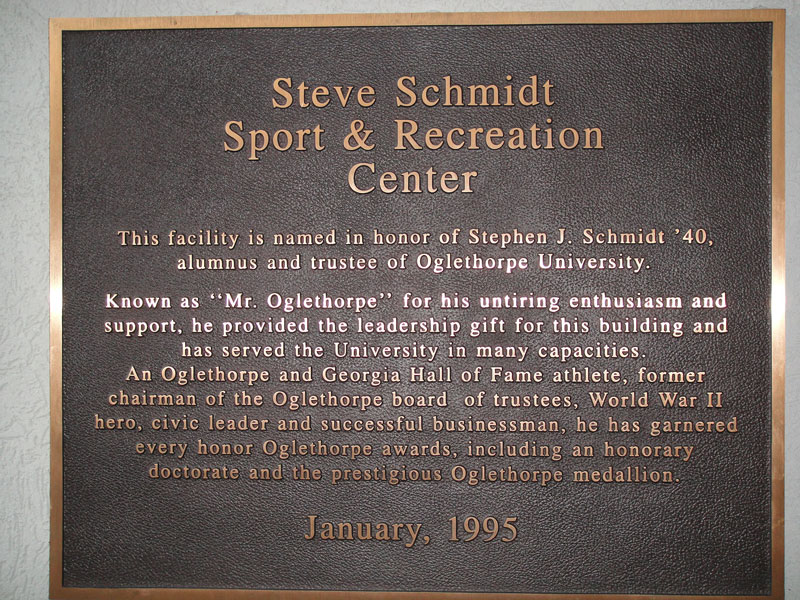 Steve Schmidt
Sport & Recreation
Center
This facility is named in honor of Stephen J. Schmidt ’40,
alumnus and trustee of Oglethorpe University.
Known as ‘‘Mr. Oglethorpe’’ for his untiring enthusiasm and
support, he provided the leadership gift for this building and
has served the University in many capacities.
An Oglethorpe and Georgia Hall of Fame athlete, former
chairman of the Oglethorpe board of trustees, World War II
hero, civic leader and successful businessman, he has garnered
every honor Oglethorpe awards, including an honorary
doctorate and the prestigious Oglethorpe medallion.
January, 1995